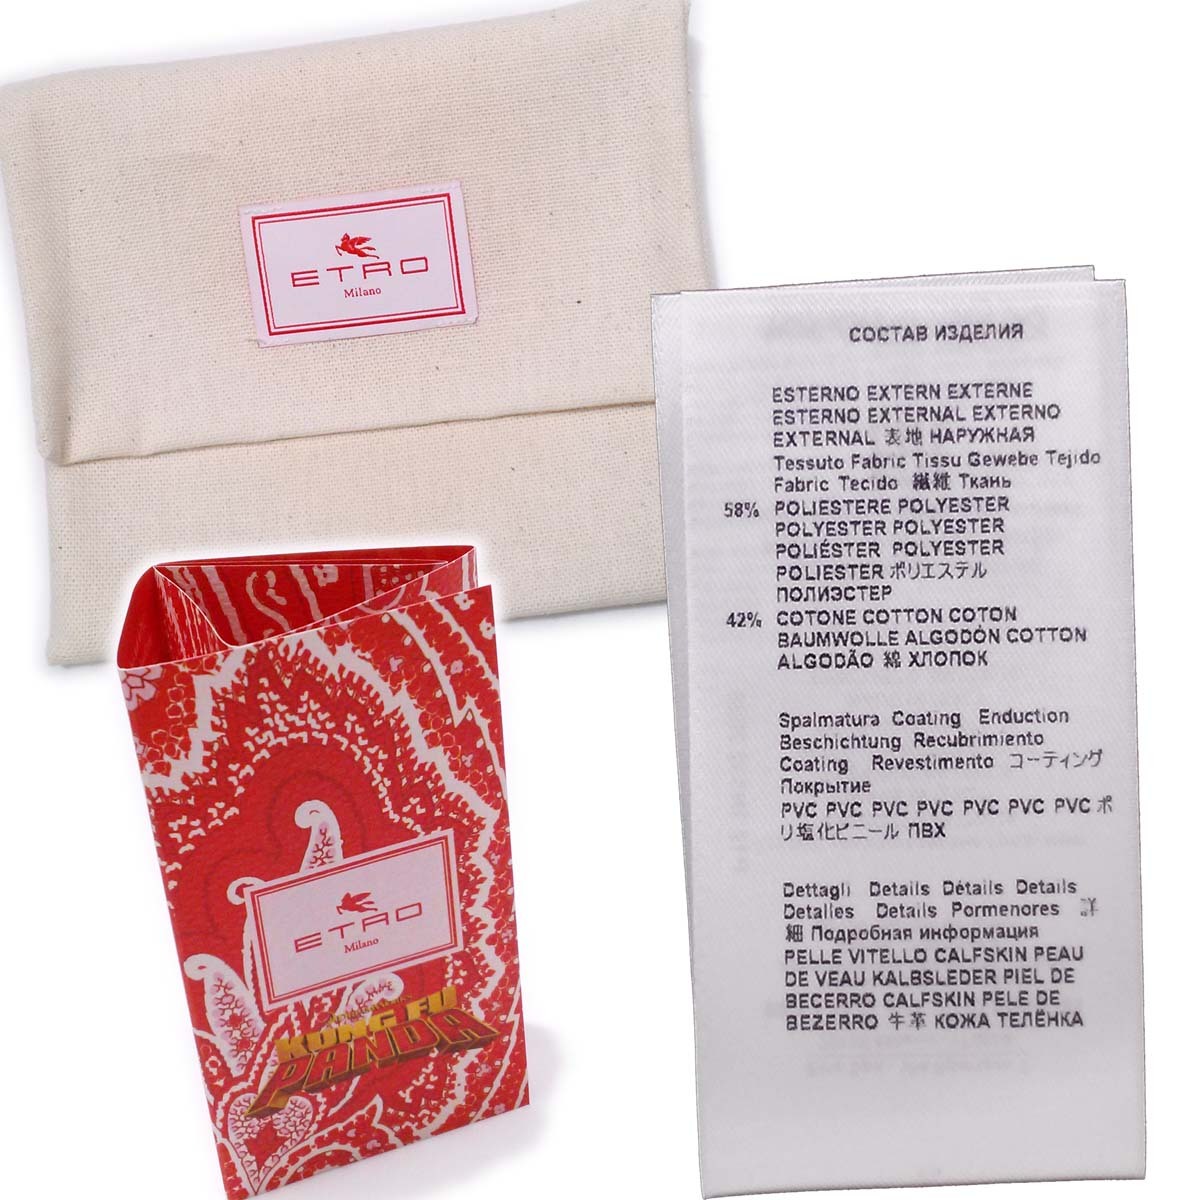 ETRO
Milano
СОСТАВ ИЗДЕЛИЯ
ESTERNO EXTERN EXTERNE
ESTERNO EXTERNAL EXTERNO
EXTERNAL 表地 НАРУЖНАЯ
Tessuto Fabric Tissu Gewebe Tejido
Fabric Tecido 繊維 Ткань
58% POLIESTERE POLYESTER
POLYESTER POLYESTER
POLIÉSTER POLYESTER
POLIESTER ポリエステル
ПОЛИЭСТЕР
42% COTONE COTTON COTON
BAUMWOLLE ALGODÓN COTTON
ALGODÃO 綿 ХЛОПОК
Spalmatura Coating Enduction
Beschichtung Recubrimiento
Coating Revestimento コーティング
Покрытие
PVC PVC PVC PVC PVC PVC PVC ポ
リ塩化ビニール ПВХ
Dettagli Details Détails Details
Detalles Details Pormenores 詳
細 Подробная информация
PELLE VITELLO CALFSKIN PEAU
DE VEAU KALBSLEDER PIEL DE
BECERRO CALFSKIN PELE DE
BEZERRO 牛革 КОЖА ТЕЛЁНКА
ETRO
Milano
KUNG FU
PANDA